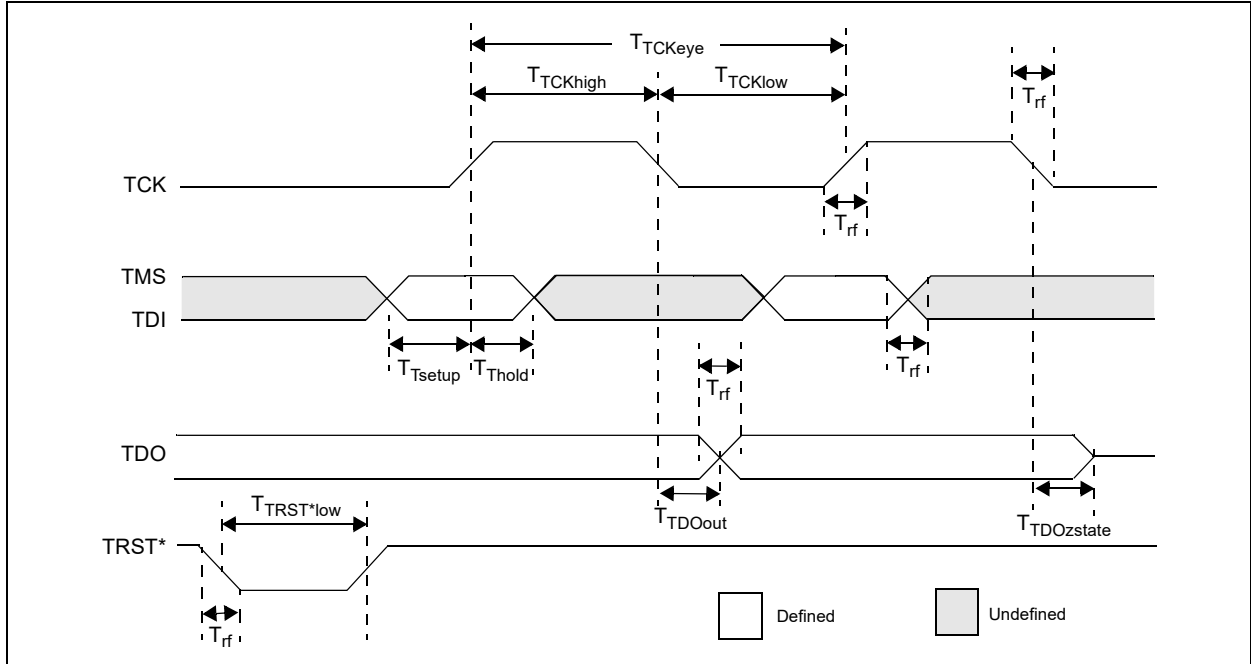 TTCKeye
TTCKhigh
TTCKlow
Trf
TCK
Trf
TMS
TDI
TTsetup
TThold
Trf
Trf
TDO
TTRST*low
TTDOout
TTDOzstate
TRST*
Trf
Defined
Undefined